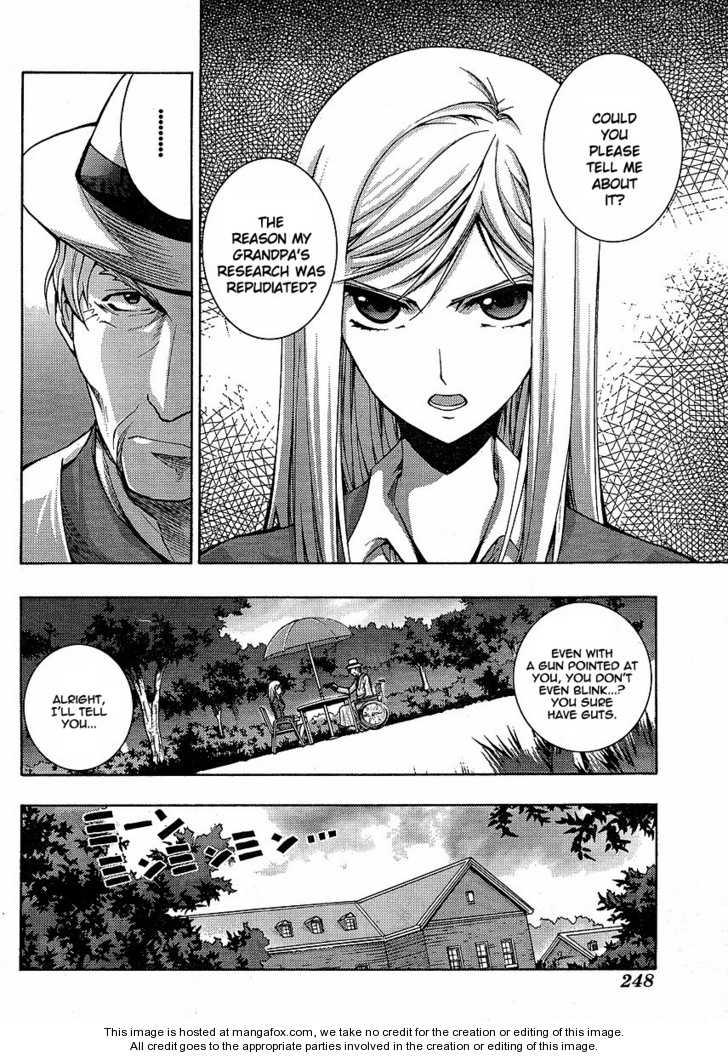 COULD
YOU
PLEASE
TELL ME
ABOUT
IT?
THE
REASON MY
GRANDPA'S
RESEARCH WAS
REPUDIATED?
.........
EVEN WITH
A GUN POINTED AT
YOU, YOU DON'T
EVEN BLINK...?
YOU SURE
HAVE GUTS.
ALRIGHT,
I'LL TELL
YOU...
ミーン
ミンミンミン…
248
This image is hosted at mangafox.com, we take no credit for the creation or editing of this image.
All credit goes to the appropriate parties involved in the creation or editing of this image.